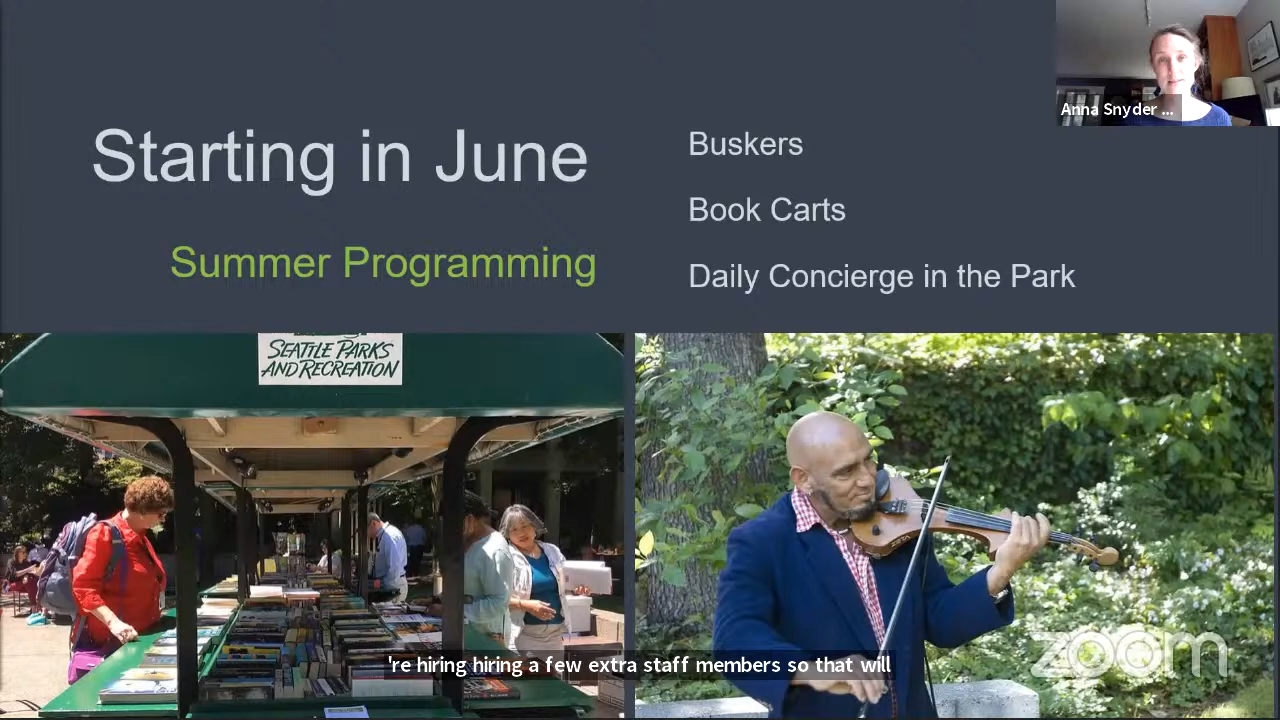 Anna Snyder ...
Starting in June
Summer Programming
Buskers
Book Carts
Daily Concierge in the Park
SEATTLE PARKS
AND RECREATION
're hiring hiring a few extra staff members so that will
zoom